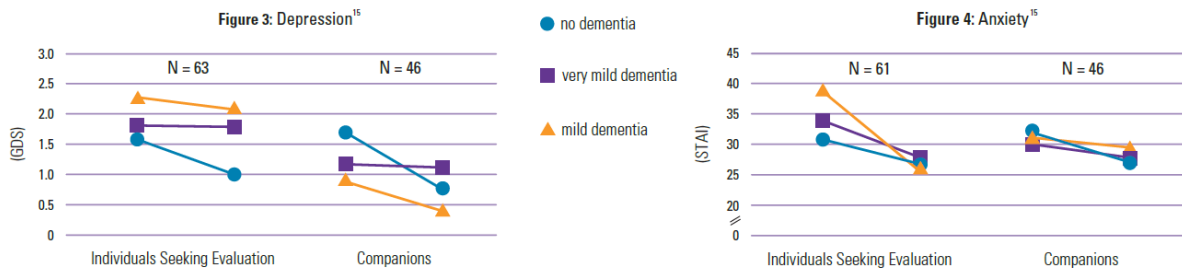 Figure 3: Depression15
(GDS)
3.0
2.5
2.0
1.5
1.0
0.5
0
N = 63
N = 46
Individuals Seeking Evaluation
Companions
no dementia
very mild dementia
mild dementia
Figure 4: Anxiety15
(STAI)
45
40
35
30
25
20
0
N = 61
N = 46
Individuals Seeking Evaluation
Companions